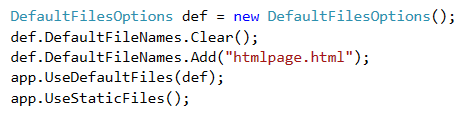 DefaultFilesOptions def = new DefaultFilesOptions();
def.DefaultFileNames.Clear();
def.DefaultFileNames.Add("htmlpage.html");
app.UseDefaultFiles(def);
app.UseStaticFiles();